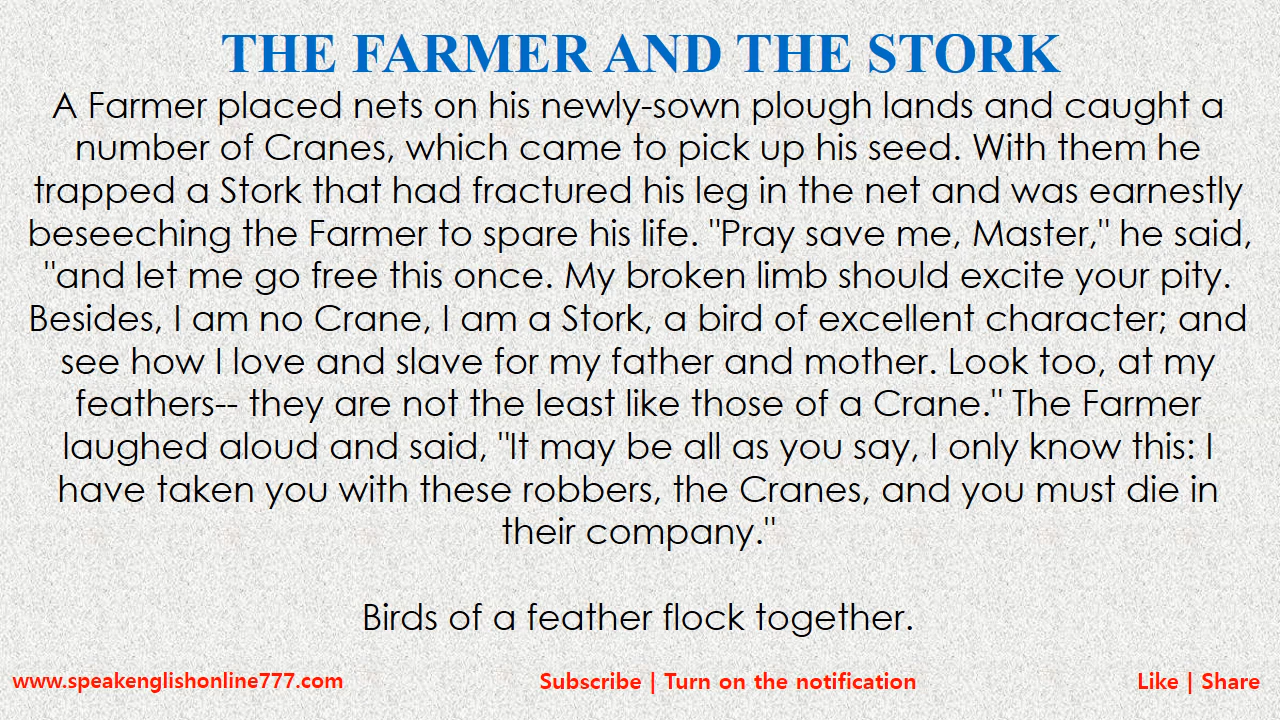 THE FARMER AND THE STORK
A Farmer placed nets on his newly-sown plough lands and caught a
number of Cranes, which came to pick up his seed. With them he
trapped a Stork that had fractured his leg in the net and was earnestly
beseeching the Farmer to spare his life. "Pray save me, Master," he said,
"and let me go free this once. My broken limb should excite your pity.
Besides, I am no Crane, I am a Stork, a bird of excellent character; and
see how I love and slave for my father and mother. Look too, at my
feathers-- they are not the least like those of a Crane." The Farmer
laughed aloud and said, "It may be all as you say, I only know this: I
have taken you with these robbers, the Cranes, and you must die in
their company."
Birds of a feather flock together.
www.speakenglishonline777.com Subscribe | Turn on the notification Like | Share